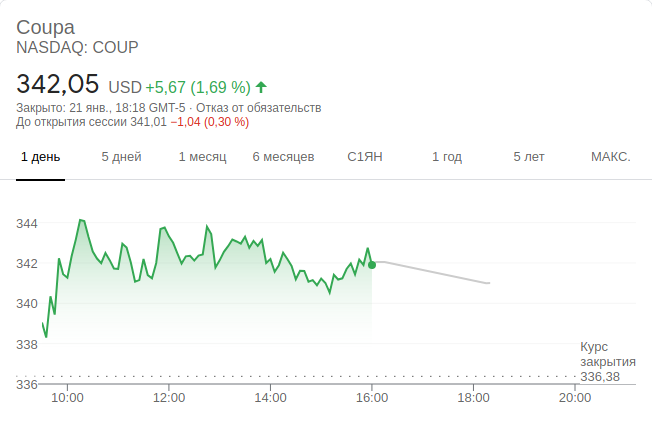 Coupa
NASDAQ: COUP
342,05 USD +5,67 (1,69 %)
Закрыто: 21 янв., 18:18 GMT-5 · Отказ от обязательств
До открытия сессии 341,01 −1,04 (0,30 %)
1 день 5 дней 1 месяц 6 месяцев С1ЯН 1 год 5 лет МАКС.
344
342
340
338
Курс
закрытия
336,38
336
10:00 12:00 14:00 16:00 18:00 20:00